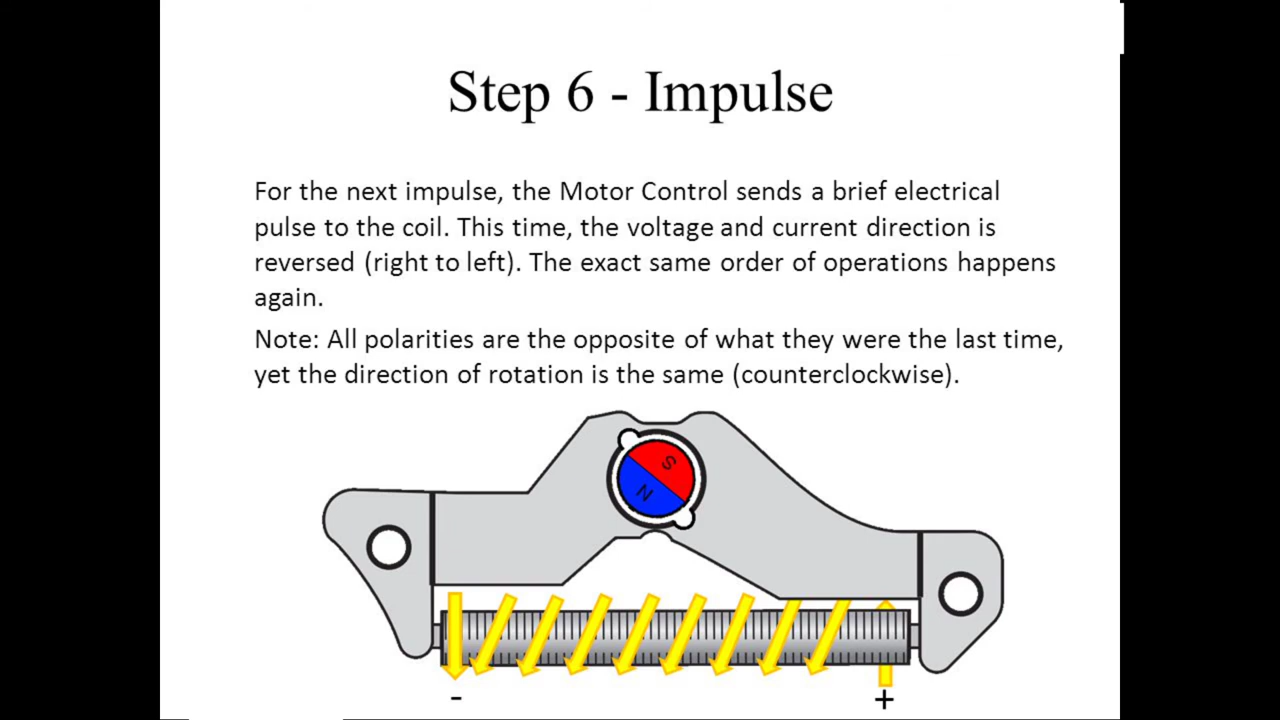 Step 6 - Impulse
For the next impulse, the Motor Control sends a brief electrical
pulse to the coil. This time, the voltage and current direction is
reversed (right to left). The exact same order of operations happens
again.
Note: All polarities are the opposite of what they were the last time,
yet the direction of rotation is the same (counterclockwise).
S
N
- +